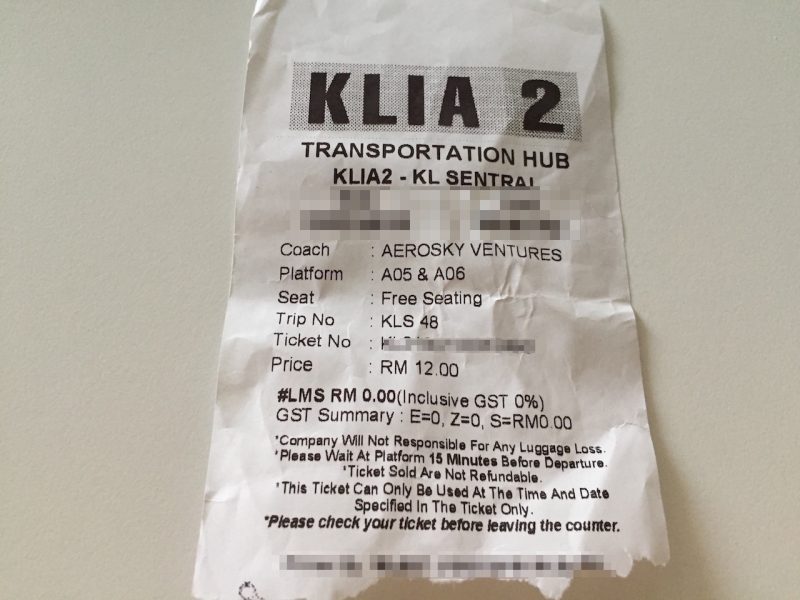 KLIA 2
TRANSPORTATION HUB
KLIA2 - KL SENTRAL
Coach : AEROSKY VENTURES
Platform : A05 & A06
Seat : Free Seating
Trip No : KLS 48
Ticket No :
Price : RM 12.00
#LMS RM 0.00(Inclusive GST 0%)
GST Summary : E=0, Z=0, S=RM0.00
*Company Will Not Responsible For Any Luggage Loss.
*Please Wait At Platform 15 Minutes Before Departure.
*Ticket Sold Are Not Refundable.
*This Ticket Can Only Be Used At The Time And Date
Specified In The Ticket Only.
*Please check your ticket before leaving the counter.